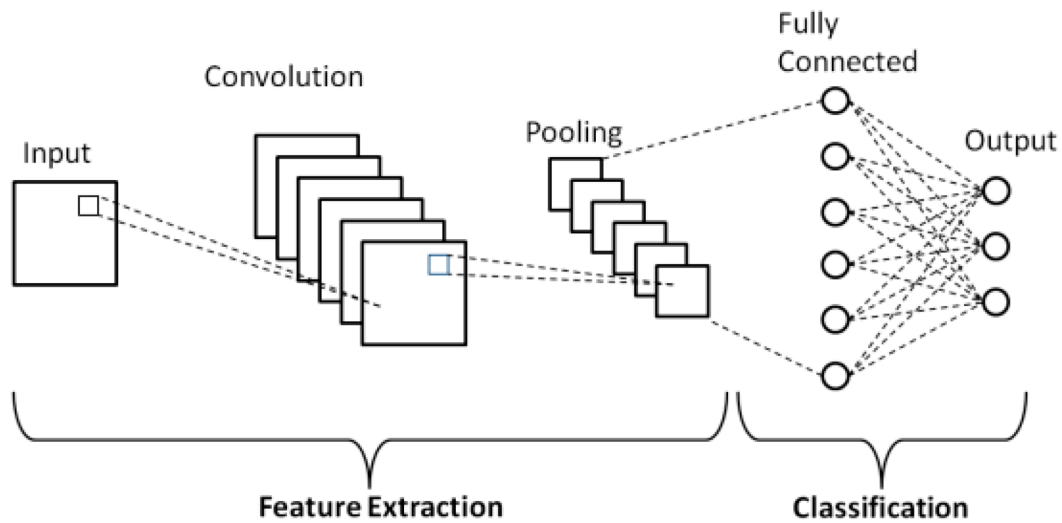 Fully
Connected
Convolution
Pooling
Output
Input
Feature Extraction
Classification